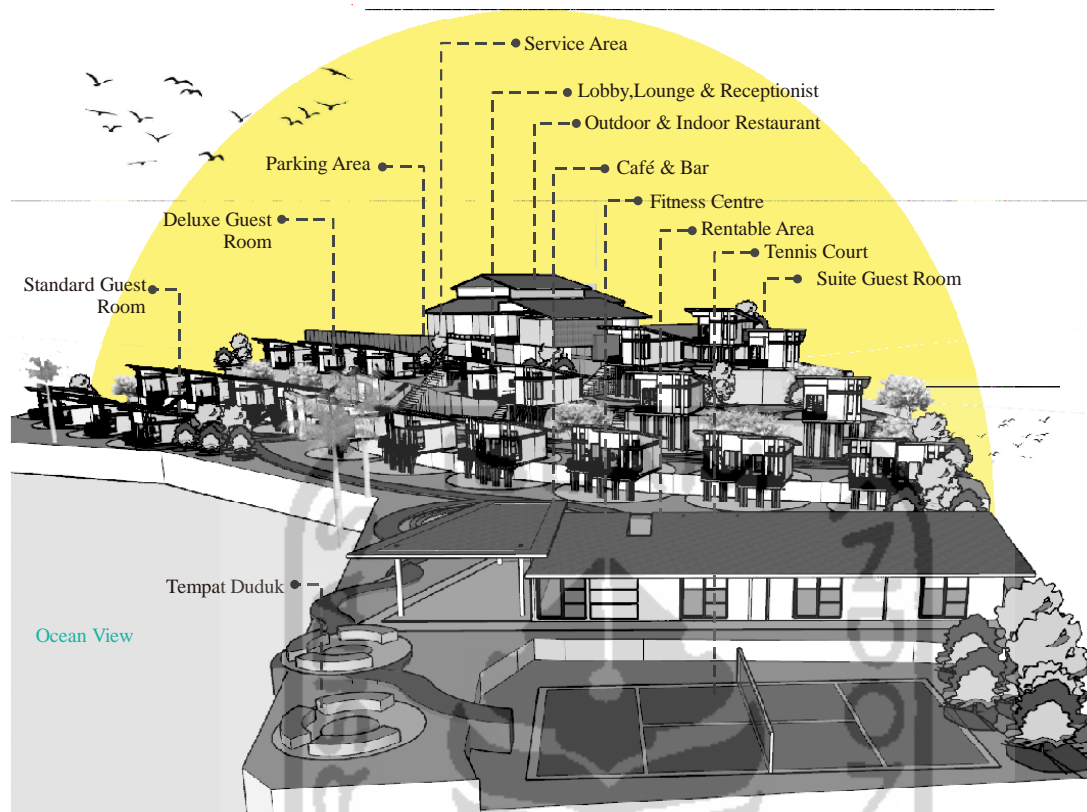 Service Area
Lobby,Lounge & Receptionist
Outdoor & Indoor Restaurant
Parking Area
Café & Bar
Fitness Centre
Deluxe Guest
Room
Rentable Area
Tennis Court
Standard Guest
Room
Suite Guest Room
Tempat Duduk
Ocean View